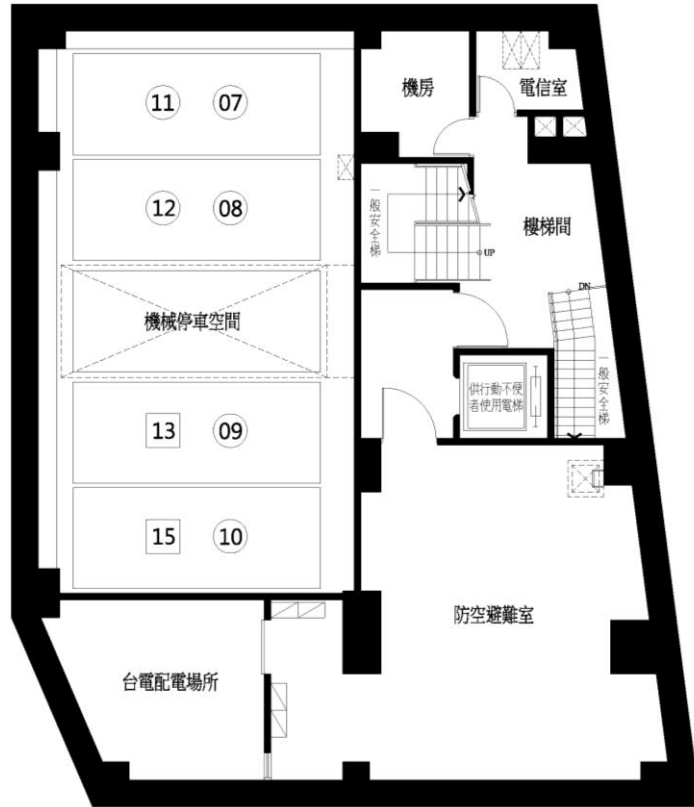 機房
電信室
11 07
12 08
一般安全梯
樓梯間
UP
DN
機械停車空間
供行動不便
者使用電梯
一般安全梯
13 09
15 10
防空避難室
台電配電場所